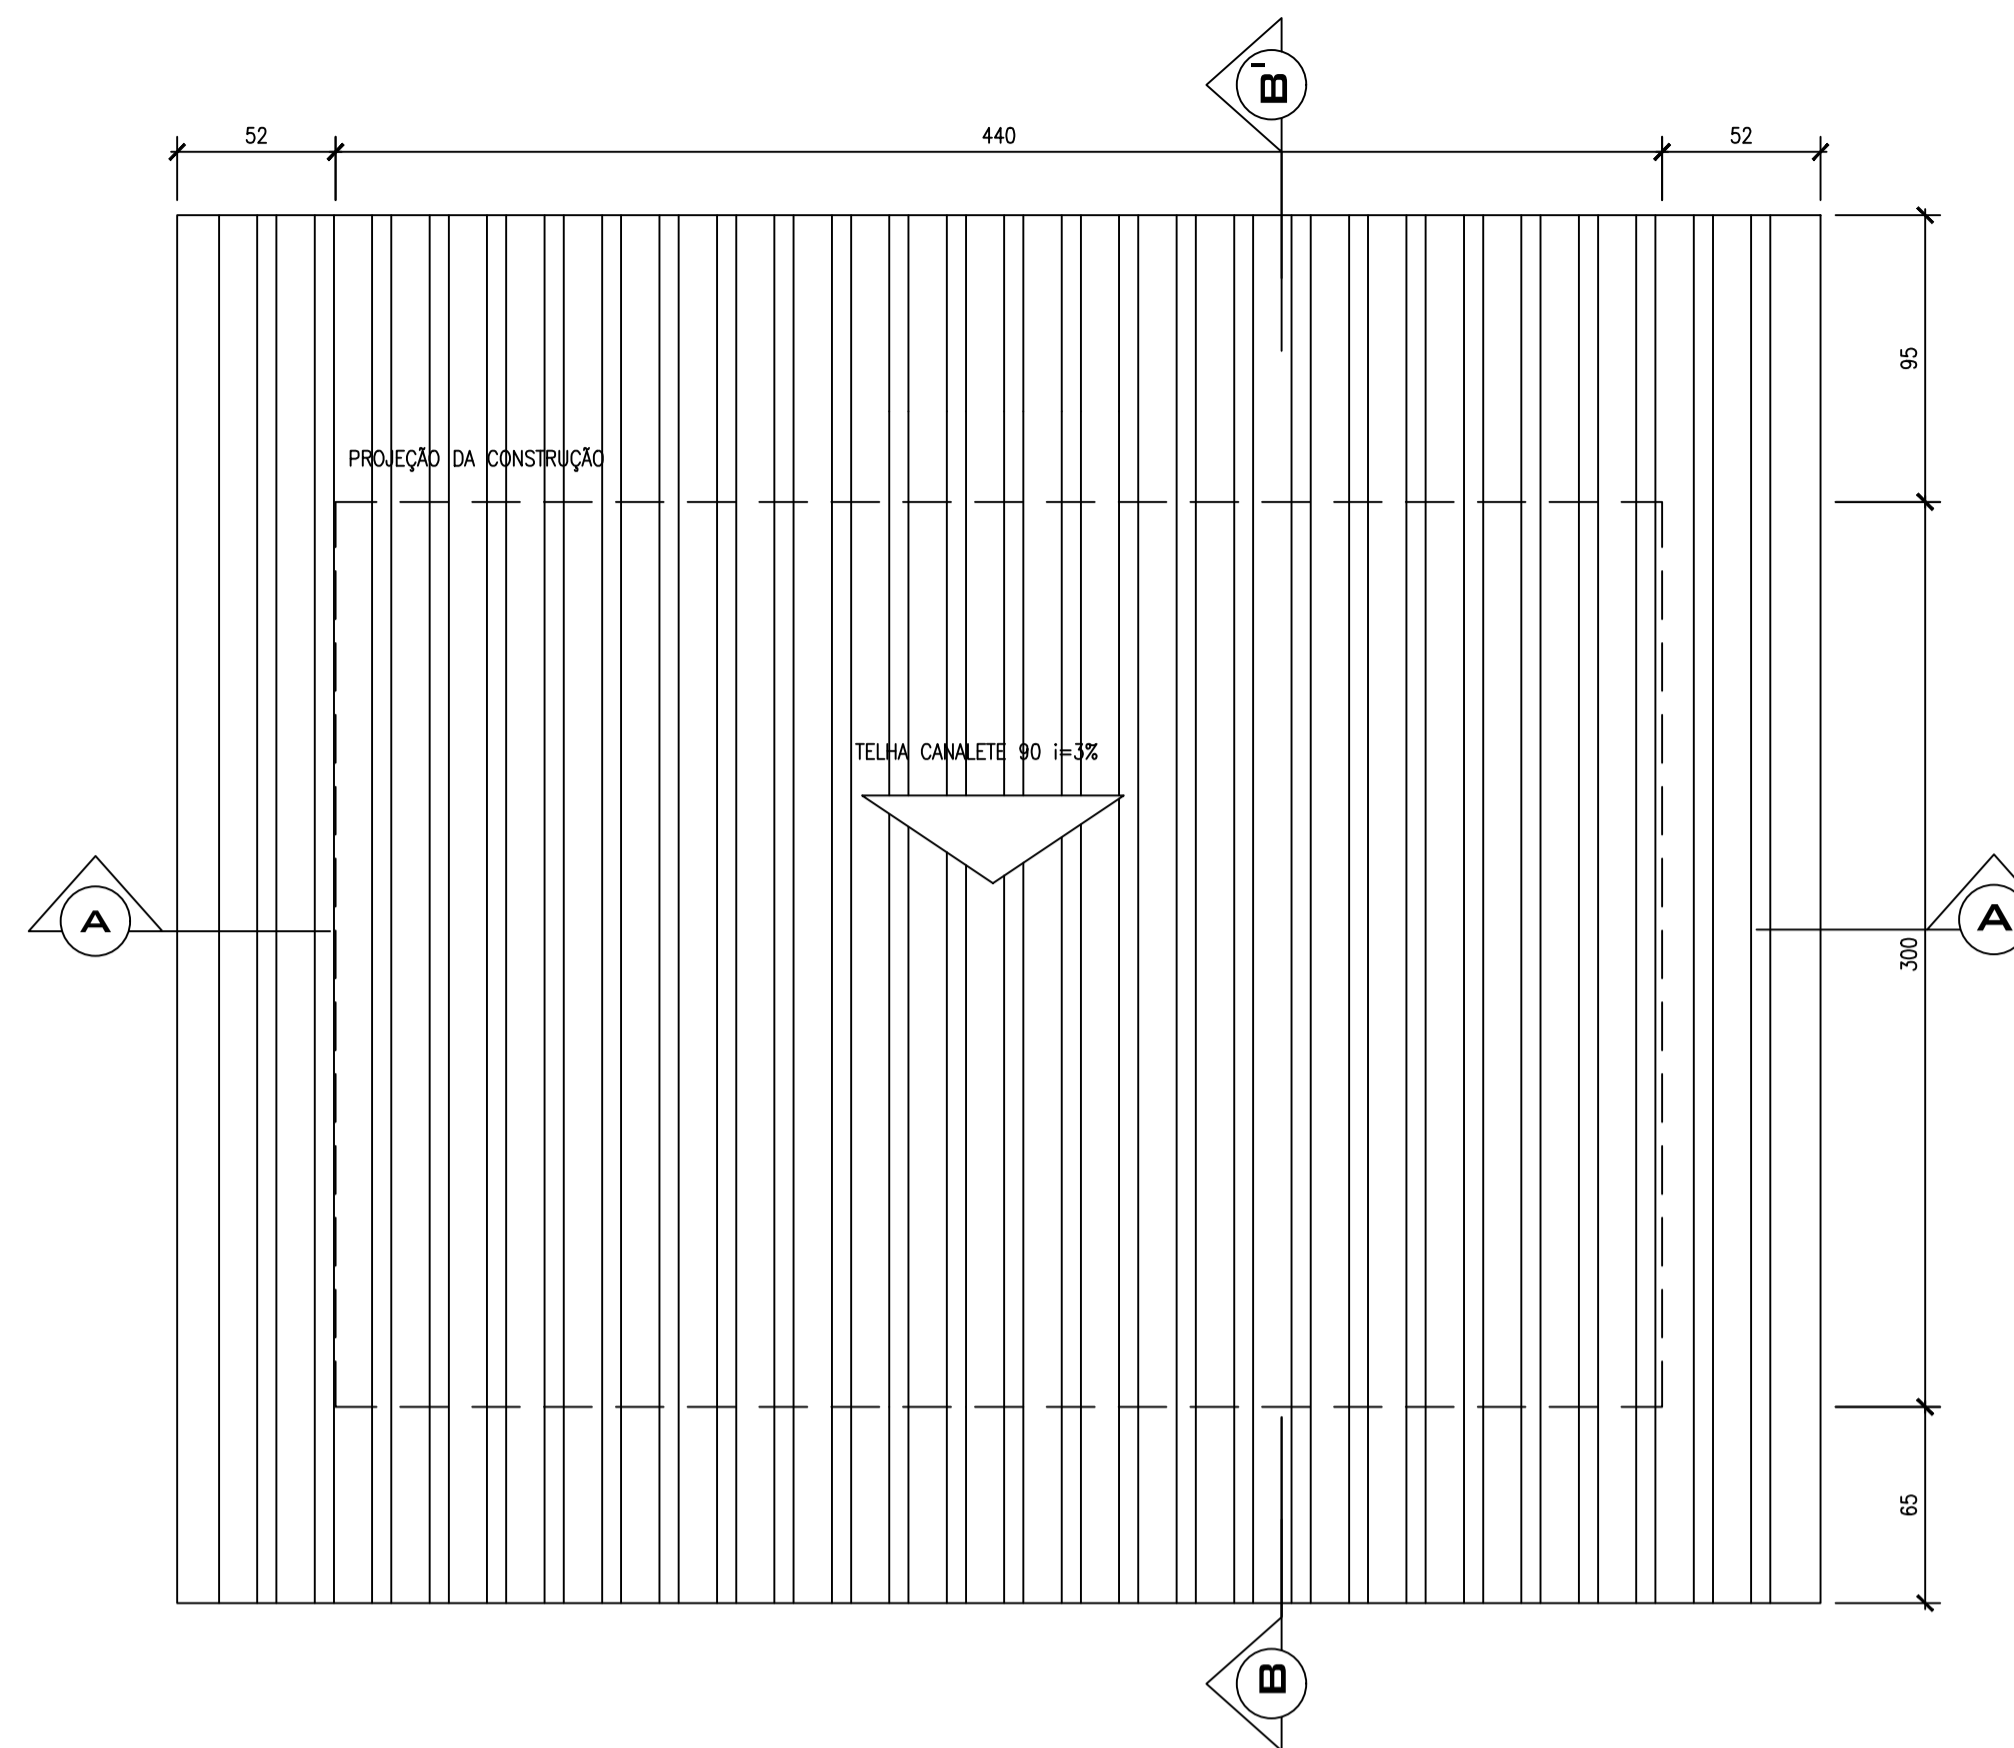 B'
52 440 52
95
PROJEÇÃO DA CONSTRUÇÃO
TELHA CANALETE 90 i=3%
A A
300
65
B